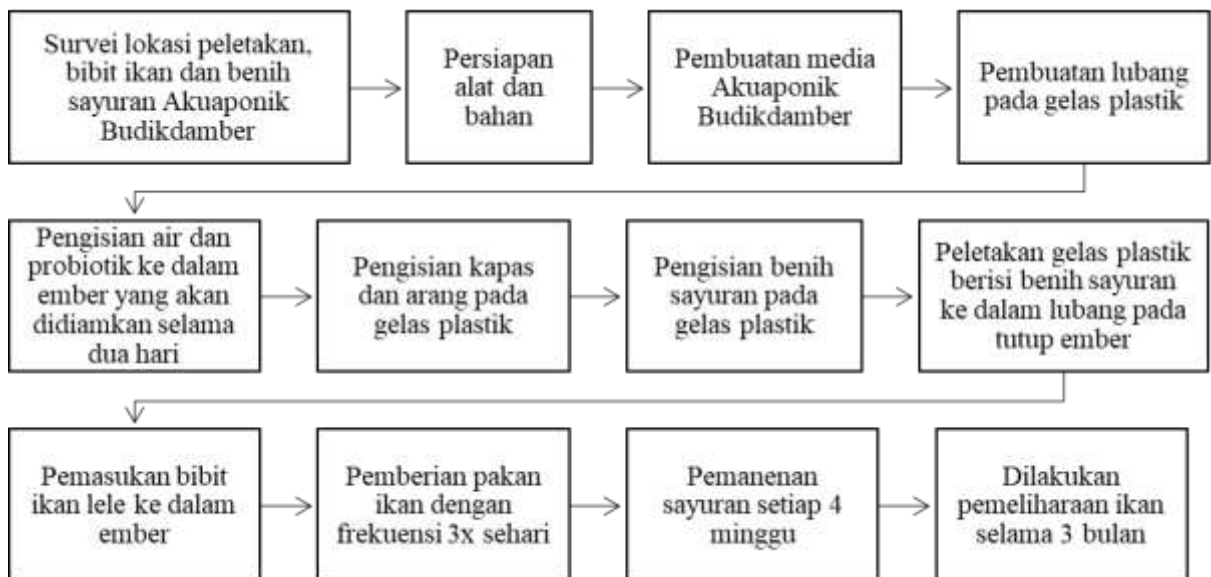 Survei lokasi peletakan,
bibit ikan dan benih
sayuran Akuaponik
Budikdamber
Persiapan
alat dan
bahan
Pembuatan media
Akuaponik
Budikdamber
Pembuatan lubang
pada gelas plastik
Pengisian air dan
probiotik ke dalam
ember yang akan
didiamkan selama
dua hari
Pengisian kapas
dan arang pada
gelas plastik
Pengisian benih
sayuran pada
gelas plastik
Peletakan gelas plastik
berisi benih sayuran
ke dalam lubang pada
tutup ember
Pemasukan bibit
ikan lele ke dalam
ember
Pemberian pakan
ikan dengan
frekuensi 3x sehari
Pemanenan
sayuran setiap 4
minggu
Dilakukan
pemeliharaan ikan
selama 3 bulan